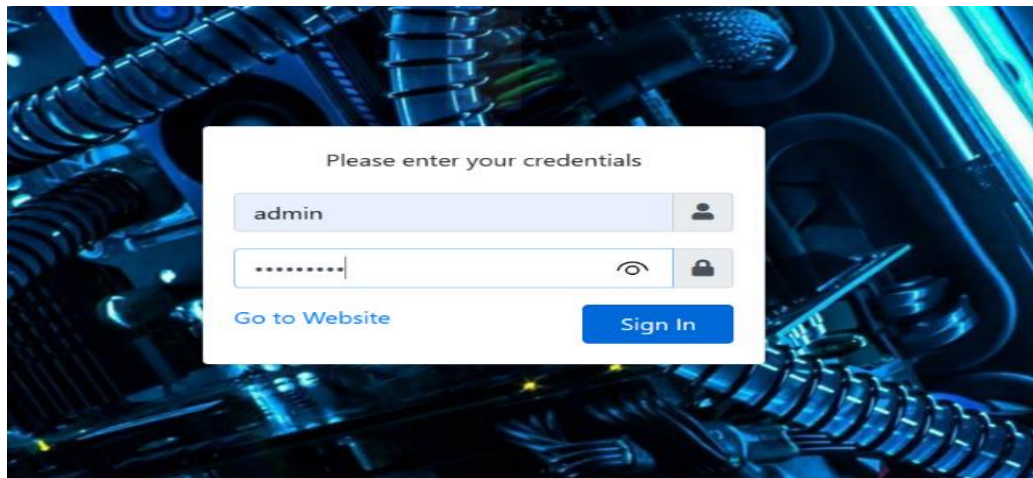 Please enter your credentials
admin
•••••••••
Go to Website
Sign In